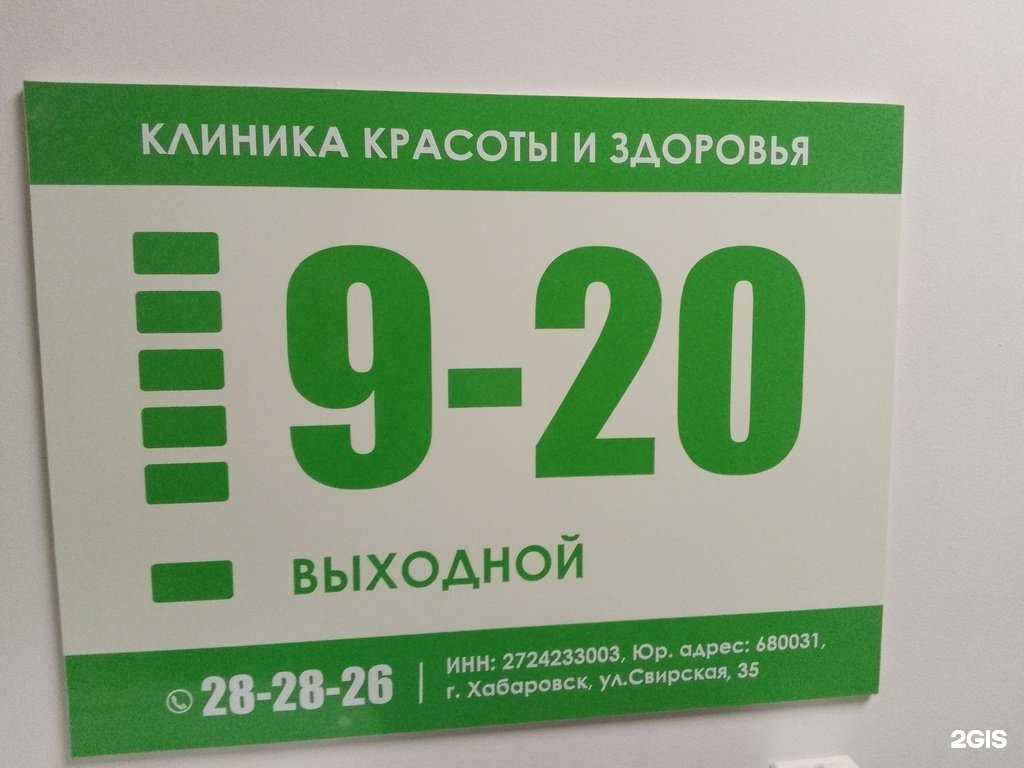 КЛИНИКА КРАСОТЫ И ЗДОРОВЬЯ
9-20
ВЫХОДНОЙ
28-28-26
ИНН: 2724233003, Юр. адрес: 680031,
г. Хабаровск, ул.Свирская, 35
2GIS